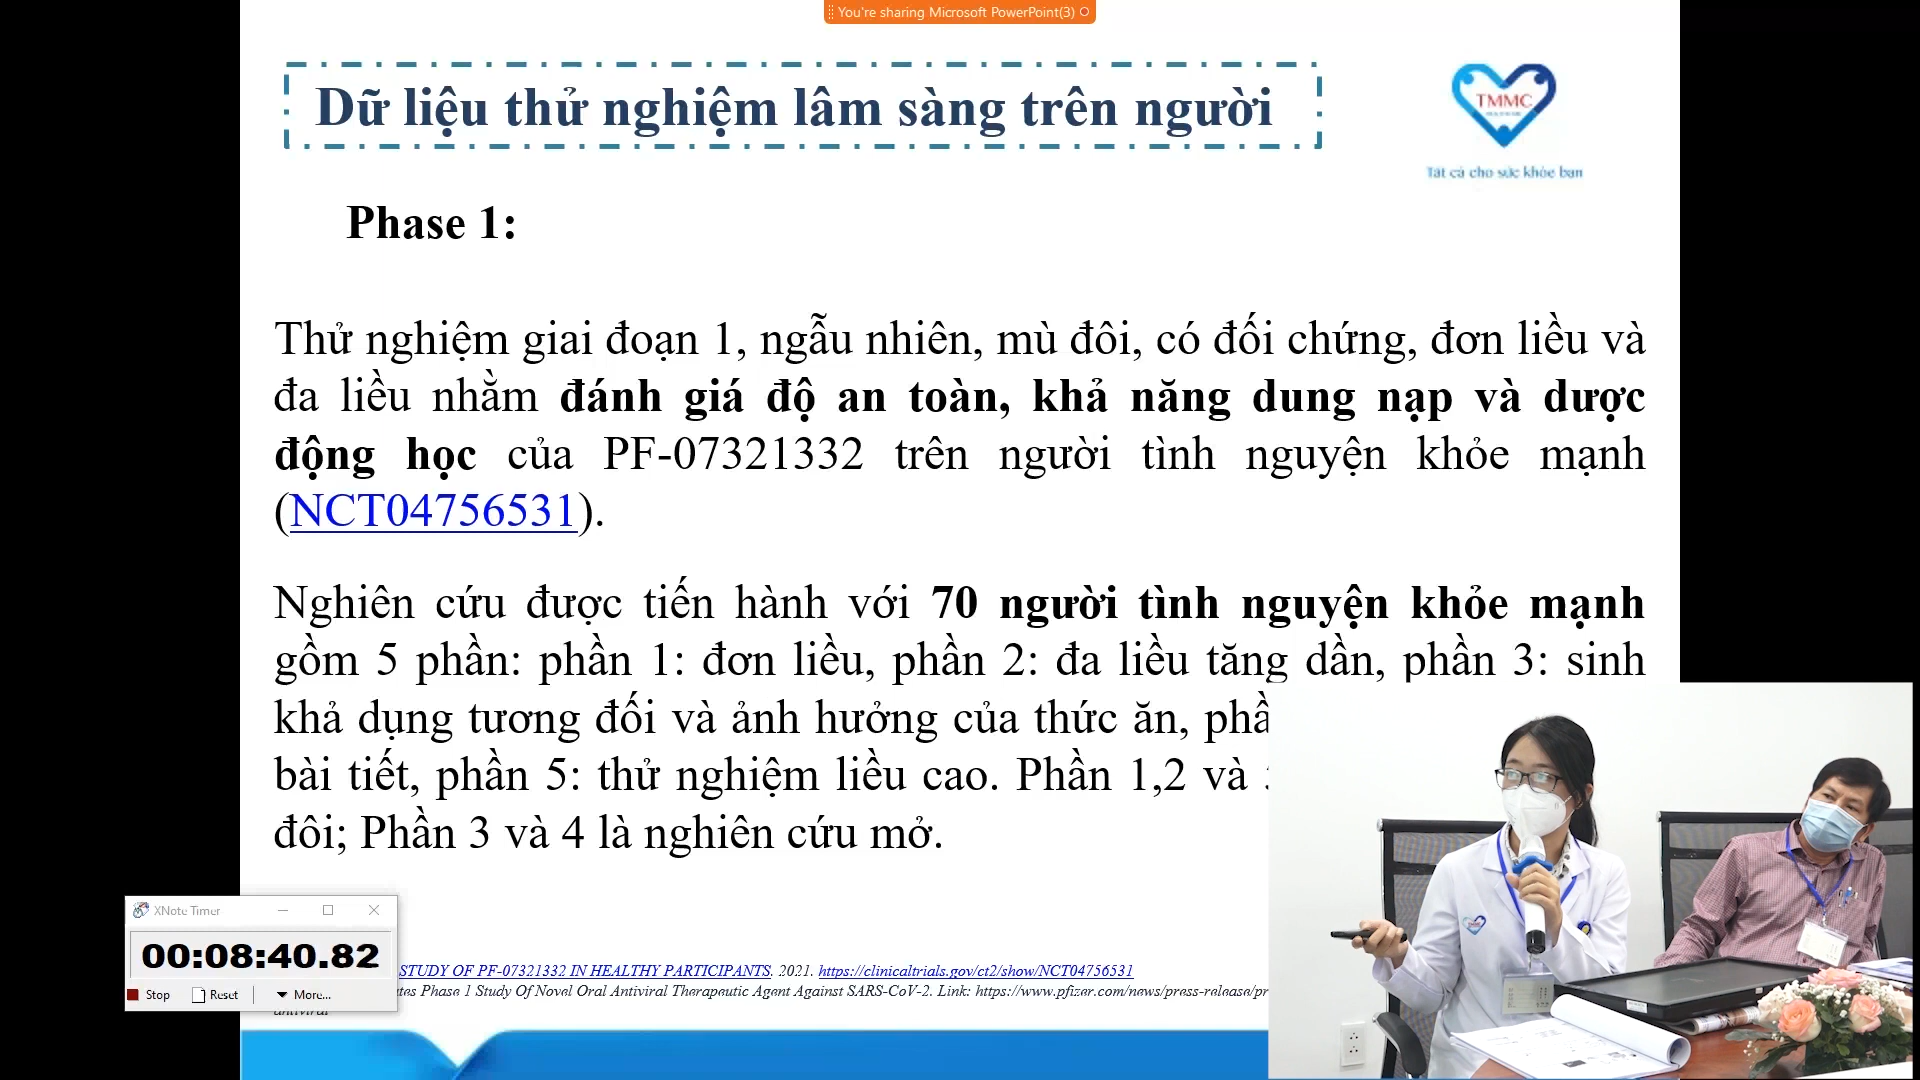 You're sharing Microsoft PowerPoint(3)
Dữ liệu thử nghiệm lâm sàng trên người
TMMC
Tất cả cho sức khỏe bạn
Phase 1:
Thử nghiệm giai đoạn 1, ngẫu nhiên, mù đôi, có đối chứng, đơn liều và
đa liều nhằm đánh giá độ an toàn, khả năng dung nạp và dược
động học của PF-07321332 trên người tình nguyện khỏe mạnh
(NCT04756531).
Nghiên cứu được tiến hành với 70 người tình nguyện khỏe mạnh
gồm 5 phần: phần 1: đơn liều, phần 2: đa liều tăng dần, phần 3: sinh
khả dụng tương đối và ảnh hưởng của thức ăn, phầ
bài tiết, phần 5: thử nghiệm liều cao. Phần 1,2 và
đôi; Phần 3 và 4 là nghiên cứu mở.
XNote Timer
00:08:40.82
Stop Reset More...
STUDY OF PF-07321332 IN HEALTHY PARTICIPANTS. 2021. https://clinicaltrials.gov/ct2/show/NCT04756531
tes Phase 1 Study Of Novel Oral Antiviral Therapeutic Agent Against SARS-CoV-2. Link: https://www.pfizer.com/news/press-release/pr
antiviral
TMMC